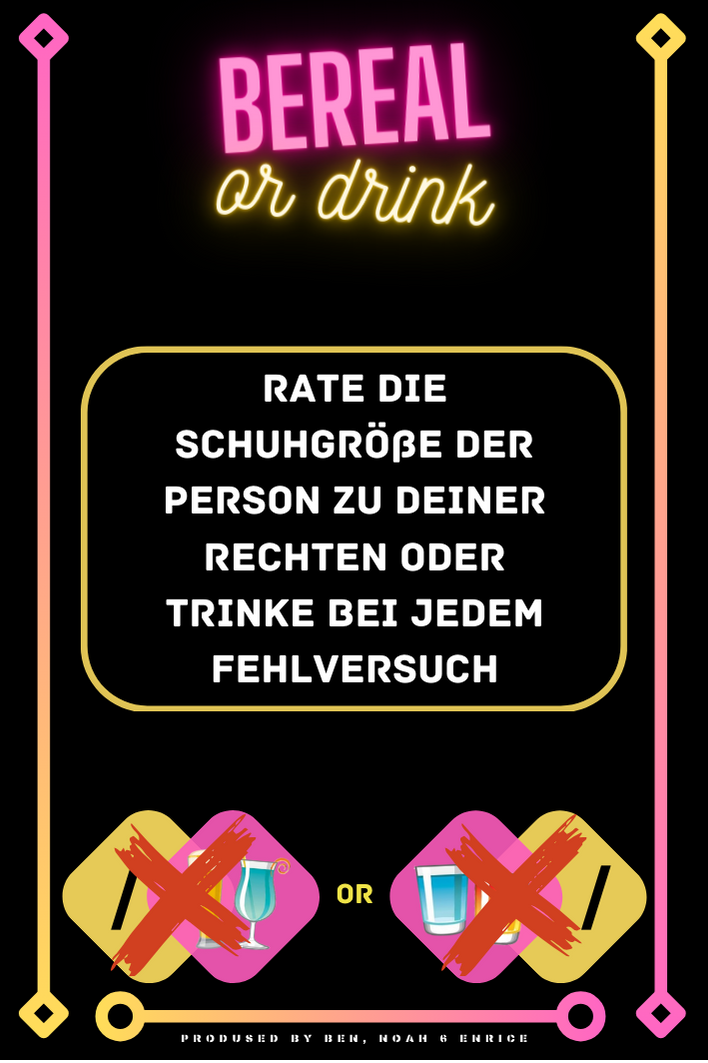 BEREAL
or drink
RATE DIE
SCHUHGRÖßE DER
PERSON ZU DEINER
RECHTEN ODER
TRINKE BEI JEDEM
FEHLVERSUCH
/ OR /
PRODUSED BY BEN, NOAH & ENRICE